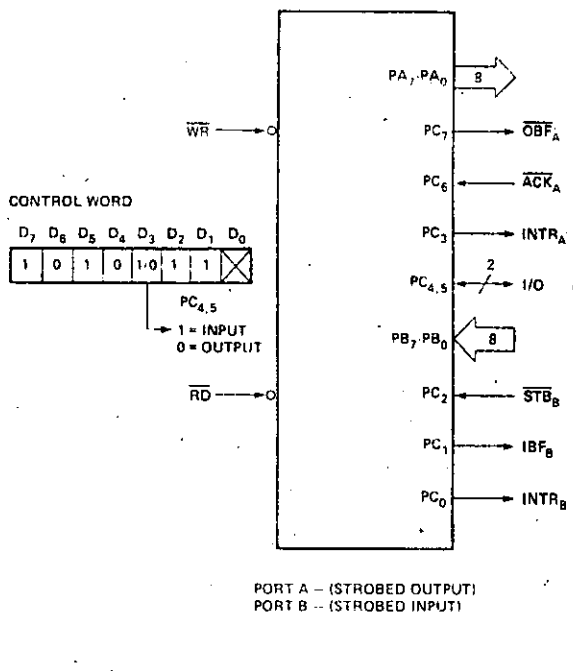 PA7-PA0
8
WR
PC7
OBFA
PC6
ACKA
CONTROL WORD
PC3
INTRA
D7 D6 D5 D4 D3 D2 D1 D0
1 0 1 0 1/0 1 1
PC4,5
2
I/O
PC4,5
1 = INPUT
0 = OUTPUT
PB7-PB0
8
RD
PC2
STBB
PC1
IBFB
PC0
INTRB
PORT A – (STROBED OUTPUT)
PORT B – (STROBED INPUT)